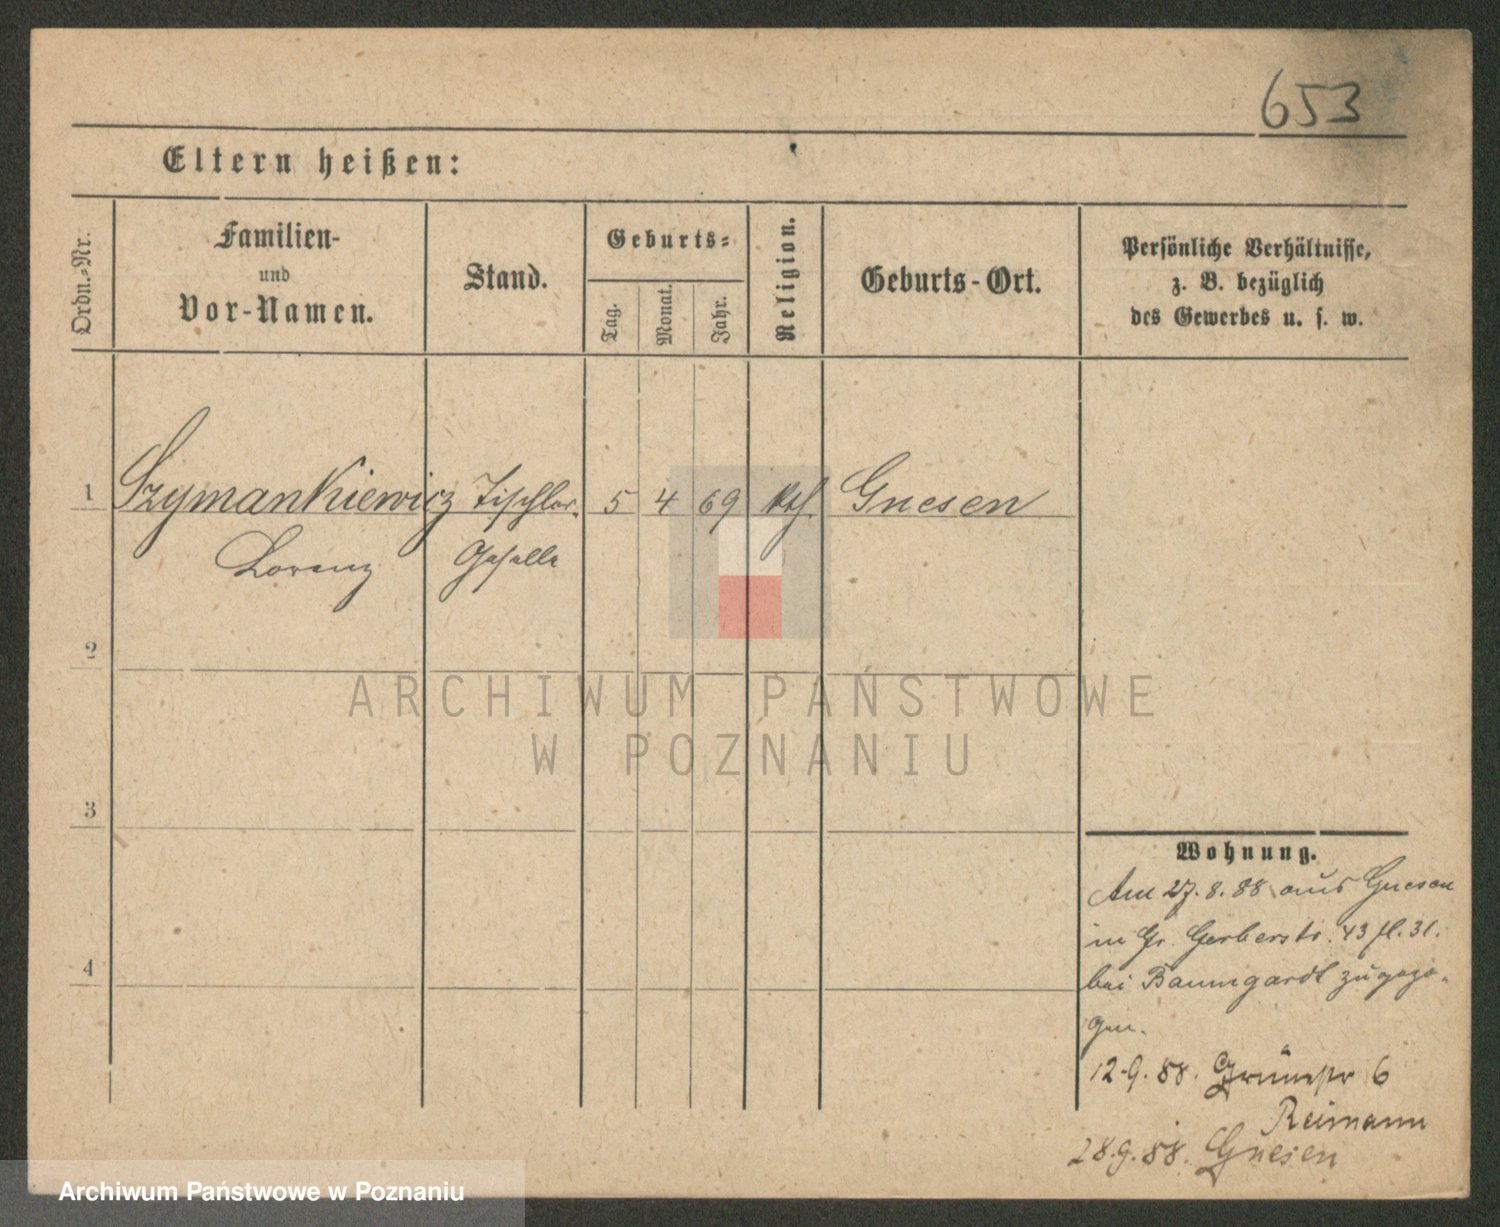 653
Eltern heißen:
Ordn.-Nr.
Familien-
und
Vor-Namen.
Stand.
Geburts-
Tag.
Monat.
Jahr.
Religion.
Geburts-Ort.
Persönliche Verhältnisse,
z. B. bezüglich
des Gewerbes u. s. w.
1 Szymankiewicz Tischler- 5 4 69 kth. Gnesen
Lorenz Geselle
2
3
4
Wohnung.
Am 27.8.88 aus Gnesen
in Gr. Gerberstr. 43
bei Baumgardt zugezo-
gen.
12.9.88. Grünstr 6
Reimann
28.9.88. Gnesen
ARCHIWUM PAŃSTWOWE
W POZNANIU
Archiwum Państwowe w Poznaniu